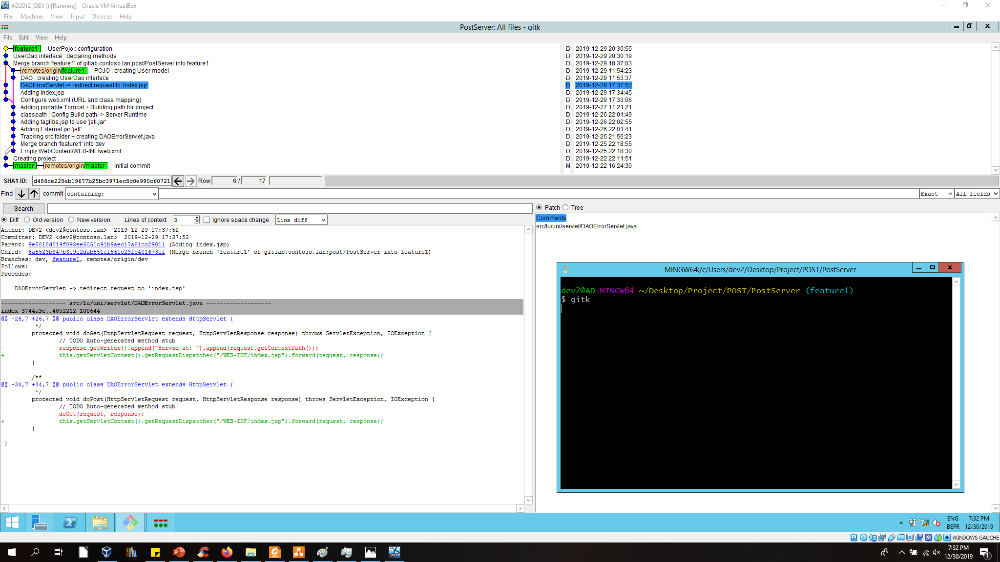 AD2012 (DEV1) [Running] - Oracle VM VirtualBox
File Machine View Input Devices Help
PostServer: All files - gitk
File Edit View Help
feature1 UserPojo : configuration D 2019-12-29 20:30:55
UserDao interface : declaring methods D 2019-12-29 20:30:19
Merge branch 'feature1' of gitlab.contoso.lan:post/PostServer into feature1 D 2019-12-29 18:37:03
remotes/origin/feature1 POJO : creating User model D 2019-12-29 11:54:23
DAO : creating UserDao interface D 2019-12-29 11:53:37
DAOErrorServlet -> redirect request to 'index.jsp' D 2019-12-29 17:37:52
Adding index.jsp D 2019-12-29 17:34:45
Configure web.xml (URL and class mapping) D 2019-12-29 17:33:06
Adding portable Tomcat + Building path for project D 2019-12-27 11:21:21
classpath : Config Build path -> Server Runtime D 2019-12-26 22:01:49
Adding taglibs.jsp to use 'jstl.jar' D 2019-12-26 22:02:55
Adding External jar 'jstl' D 2019-12-26 22:01:41
Tracking src folder + creating DAOErrorServlet.java D 2019-12-26 21:56:23
Merge branch 'feature1' into dev D 2019-12-25 22:18:55
Empty WebContent/WEB-INF/web.xml D 2019-12-25 22:18:30
Creating project D 2019-12-22 22:11:51
master remotes/origin/master Initial commit M 2019-12-22 16:24:30
SHA1 ID: d486ce228eb19677b25bc3971ec8c0e990c60721 Row 6 / 17
Find commit containing: Exact All fields
Search
Patch Tree
Diff Old version New version Lines of context: 3 Ignore space change Line diff
Comments
src/lu/uni/servlet/DAOErrorServlet.java
Author: DEV2 <dev2@contoso.lan> 2019-12-29 17:37:52
Committer: DEV2 <dev2@contoso.lan> 2019-12-29 17:37:52
Parent: 9e5818d019f098ee5051c91b9aec17a81cc29011 (Adding index.jsp)
Child: 6a5523b947b3e9e2dab551ef561c23fc401673ef (Merge branch 'feature1' of gitlab.contoso.lan:post/PostServer into feature1)
Branches: dev, feature1, remotes/origin/dev
Follows:
Precedes:
DAOErrorServlet -> redirect request to 'index.jsp'
------------------- src/lu/uni/servlet/DAOErrorServlet.java -------------------
index 3744a3c..4852212 100644
@@ -26,7 +26,7 @@ public class DAOErrorServlet extends HttpServlet {
*/
protected void doGet(HttpServletRequest request, HttpServletResponse response) throws ServletException, IOException {
// TODO Auto-generated method stub
- response.getWriter().append("Served at: ").append(request.getContextPath());
+ this.getServletContext().getRequestDispatcher("/WEB-INF/index.jsp").forward(request, response);
}
/**
@@ -34,7 +34,7 @@ public class DAOErrorServlet extends HttpServlet {
*/
protected void doPost(HttpServletRequest request, HttpServletResponse response) throws ServletException, IOException {
// TODO Auto-generated method stub
- doGet(request, response);
+ this.getServletContext().getRequestDispatcher("/WEB-INF/index.jsp").forward(request, response);
}
}
MINGW64:/c/Users/dev2/Desktop/Project/POST/PostServer
dev2@AD MINGW64 ~/Desktop/Project/POST/PostServer (feature1)
$ gitk
ENG 7:32 PM
BEFR 12/30/2019
WINDOWS GAUCHE
7:32 PM
12/30/2019
2012
1